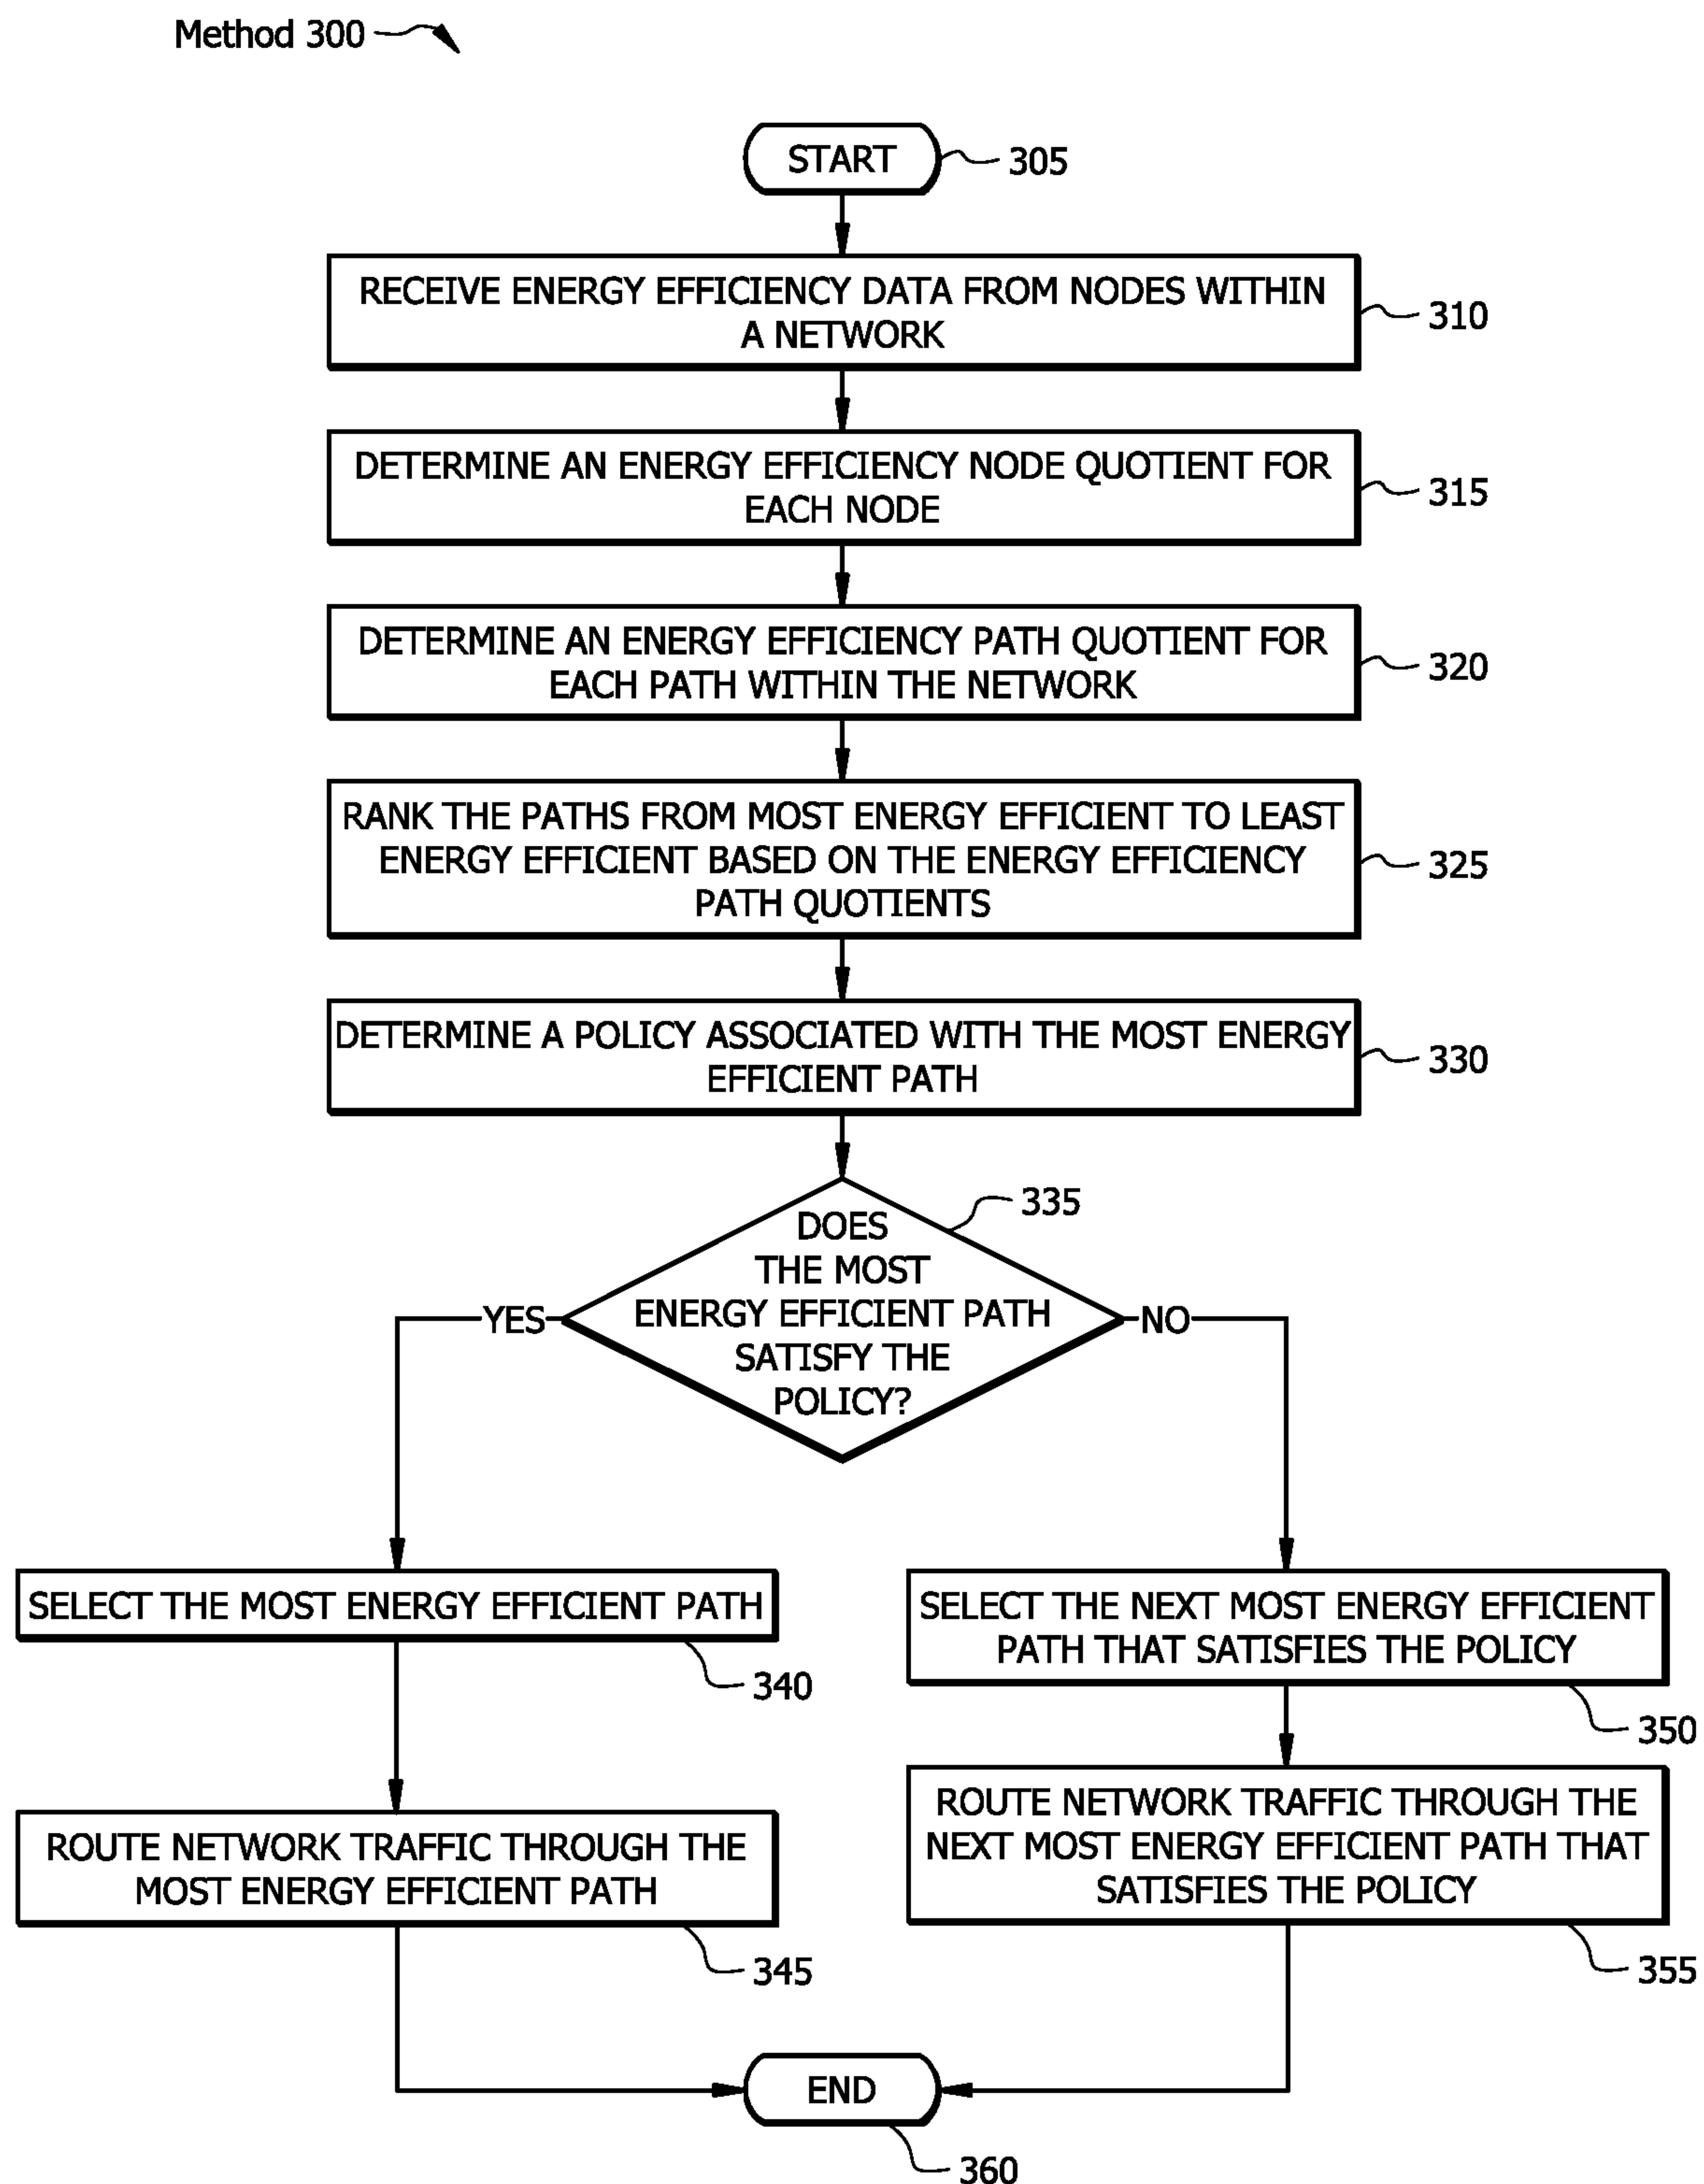 Method 300
START
305
RECEIVE ENERGY EFFICIENCY DATA FROM NODES WITHIN
A NETWORK
310
DETERMINE AN ENERGY EFFICIENCY NODE QUOTIENT FOR
EACH NODE
315
DETERMINE AN ENERGY EFFICIENCY PATH QUOTIENT FOR
EACH PATH WITHIN THE NETWORK
320
RANK THE PATHS FROM MOST ENERGY EFFICIENT TO LEAST
ENERGY EFFICIENT BASED ON THE ENERGY EFFICIENCY
PATH QUOTIENTS
325
DETERMINE A POLICY ASSOCIATED WITH THE MOST ENERGY
EFFICIENT PATH
330
335
DOES
THE MOST
ENERGY EFFICIENT PATH
SATISFY THE
POLICY?
YES
NO
SELECT THE MOST ENERGY EFFICIENT PATH
340
SELECT THE NEXT MOST ENERGY EFFICIENT
PATH THAT SATISFIES THE POLICY
350
ROUTE NETWORK TRAFFIC THROUGH THE
MOST ENERGY EFFICIENT PATH
345
ROUTE NETWORK TRAFFIC THROUGH THE
NEXT MOST ENERGY EFFICIENT PATH THAT
SATISFIES THE POLICY
355
END
360